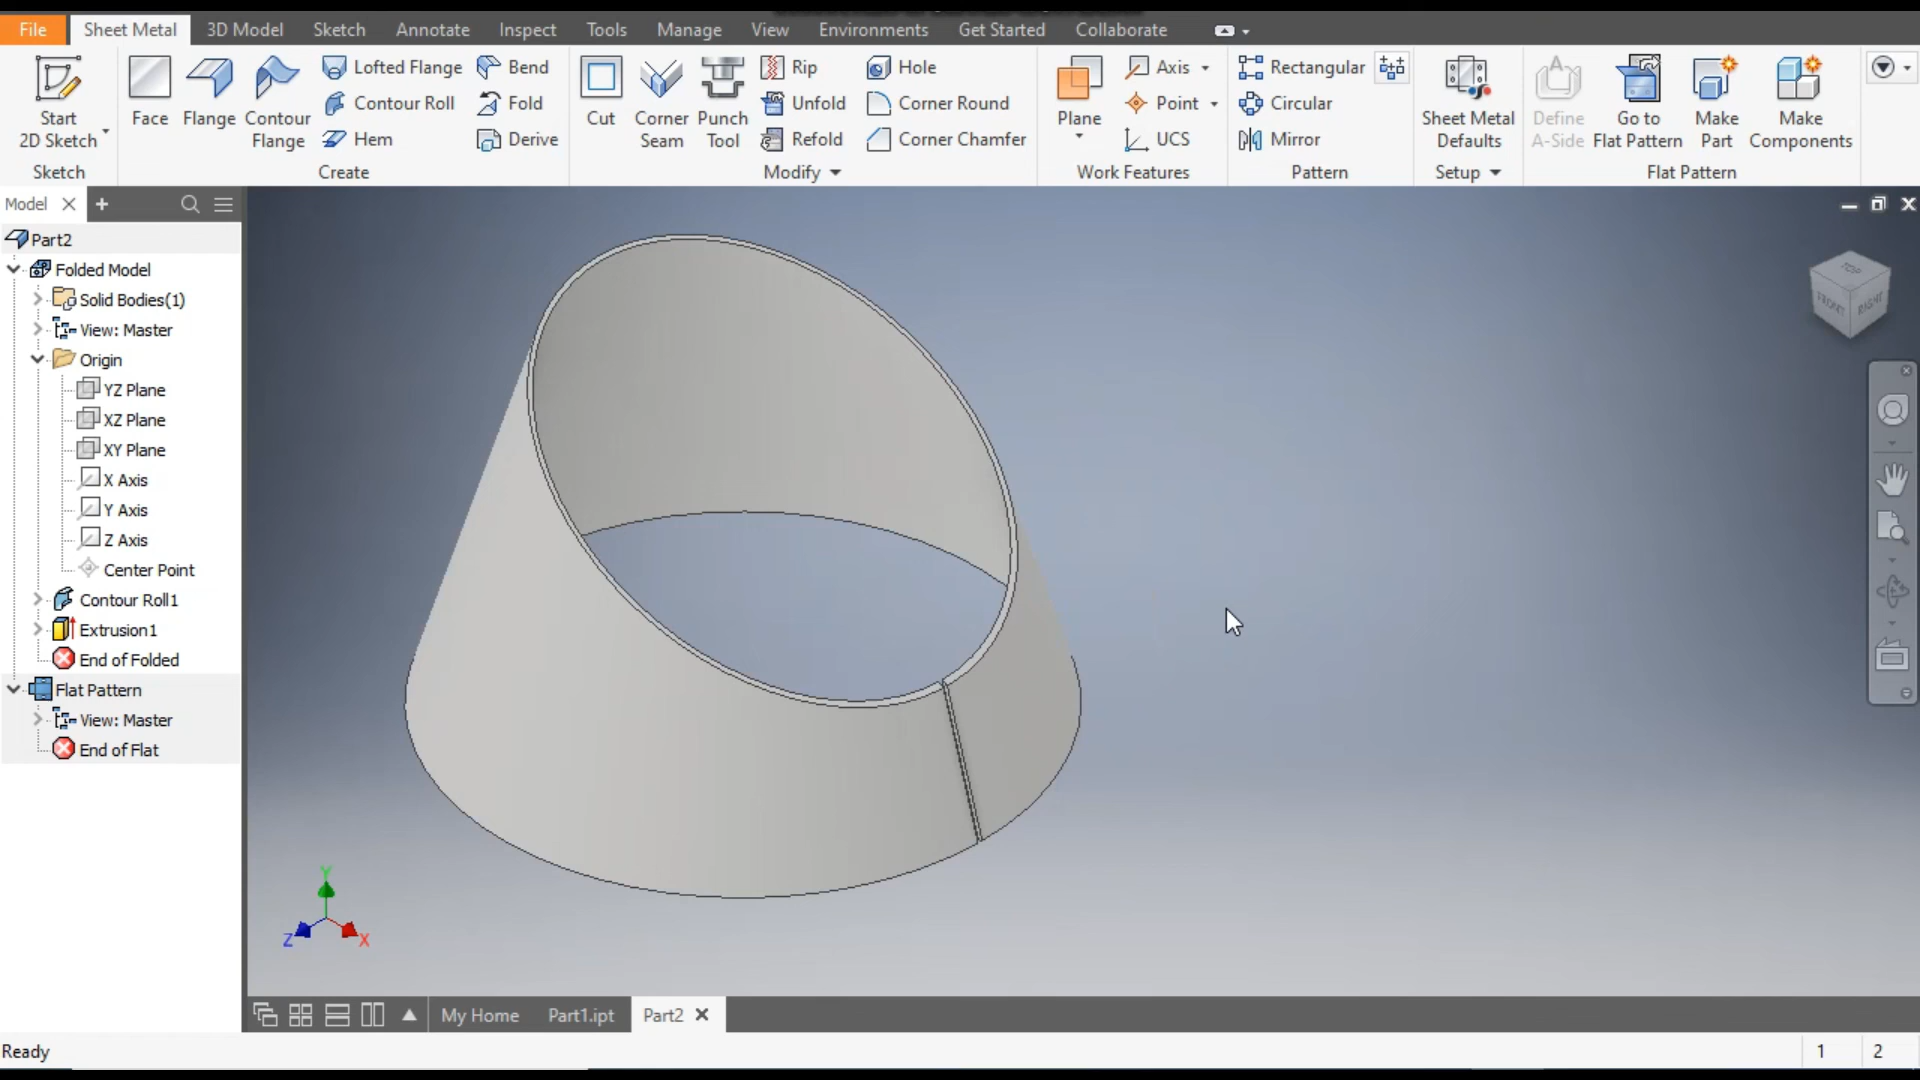 File Sheet Metal 3D Model Sketch Annotate Inspect Tools Manage View Environments Get Started Collaborate
Start
2D Sketch
Face
Flange
Contour
Flange
Lofted Flange
Contour Roll
Hem
Bend
Fold
Derive
Cut
Corner
Seam
Punch
Tool
Rip
Unfold
Refold
Hole
Corner Round
Corner Chamfer
Plane
Axis
Point
UCS
Rectangular
Circular
Mirror
Sheet Metal
Defaults
Define
A-Side
Go to
Flat Pattern
Make
Part
Make
Components
Sketch Create Modify Work Features Pattern Setup Flat Pattern
Model
Part2
Folded Model
Solid Bodies(1)
View: Master
Origin
YZ Plane
XZ Plane
XY Plane
X Axis
Y Axis
Z Axis
Center Point
Contour Roll1
Extrusion1
End of Folded
Flat Pattern
View: Master
End of Flat
TOP
FRONT
RIGHT
Y
Z
X
My Home Part1.ipt Part2
Ready 1 2